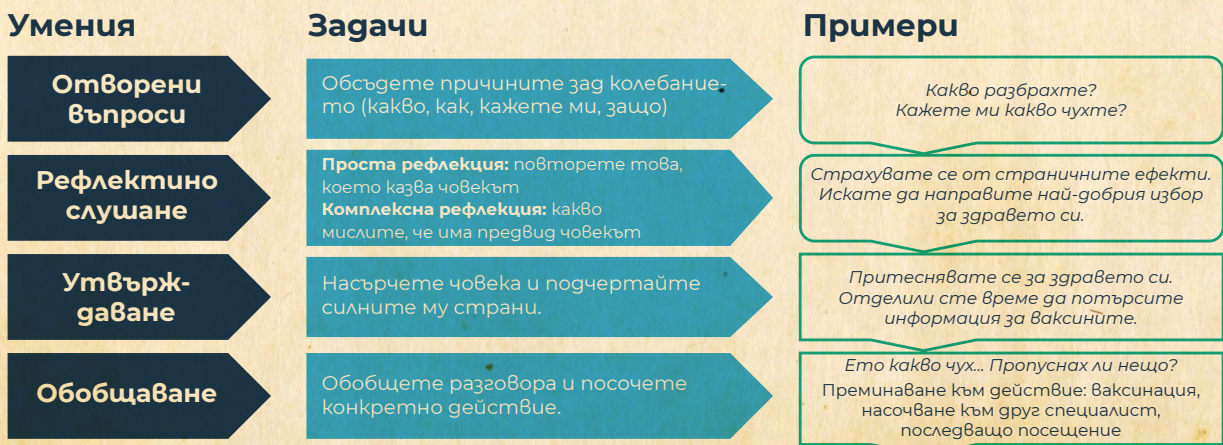 Умения
Задачи
Примери
Отворени
въпроси
Обсъдете причините зад колебание-
то (какво, как, кажете ми, защо)
Какво разбрахте?
Кажете ми какво чухте?
Рефлектино
слушане
Проста рефлекция: повторете това,
което казва човекът
Комплексна рефлекция: какво
мислите, че има предвид човекът
Страхувате се от страничните ефекти.
Искате да направите най-добрия избор
за здравето си.
Утвърж-
даване
Насърчете човека и подчертайте
силните му страни.
Притеснявате се за здравето си.
Отделили сте време да потърсите
информация за ваксините.
Обобщаване
Обобщете разговора и посочете
конкретно действие.
Ето какво чух... Пропуснах ли нещо?
Преминаване към действие: ваксинация,
насочване към друг специалист,
последващо посещение